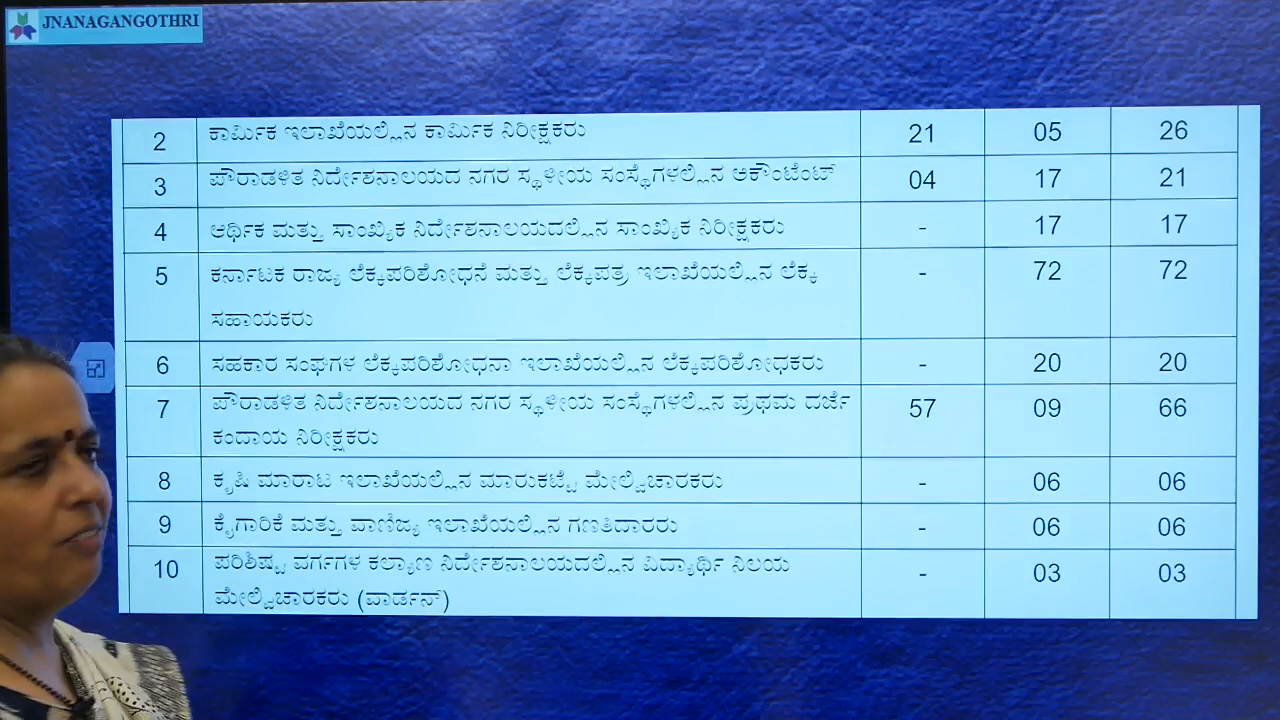 JNANAGANGOTHRI
2 ಕಾರ್ಮಿಕ ಇಲಾಖೆಯಲ್ಲಿನ ಕಾರ್ಮಿಕ ನಿರೀಕ್ಷಕರು 21 05 26
3 ಪೌರಾಡಳಿತ ನಿರ್ದೇಶನಾಲಯದ ನಗರ ಸ್ಥಳೀಯ ಸಂಸ್ಥೆಗಳಲ್ಲಿನ ಅಕೌಂಟೆಂಟ್ 04 17 21
4 ಆರ್ಥಿಕ ಮತ್ತು ಸಾಂಖ್ಯಿಕ ನಿರ್ದೇಶನಾಲಯದಲ್ಲಿನ ಸಾಂಖ್ಯಿಕ ನಿರೀಕ್ಷಕರು - 17 17
5 ಕರ್ನಾಟಕ ರಾಜ್ಯ ಲೆಕ್ಕಪರಿಶೋಧನೆ ಮತ್ತು ಲೆಕ್ಕಪತ್ರ ಇಲಾಖೆಯಲ್ಲಿನ ಲೆಕ್ಕ - 72 72
ಸಹಾಯಕರು
6 ಸಹಕಾರ ಸಂಘಗಳ ಲೆಕ್ಕಪರಿಶೋಧನಾ ಇಲಾಖೆಯಲ್ಲಿನ ಲೆಕ್ಕಪರಿಶೋಧಕರು - 20 20
7 ಪೌರಾಡಳಿತ ನಿರ್ದೇಶನಾಲಯದ ನಗರ ಸ್ಥಳೀಯ ಸಂಸ್ಥೆಗಳಲ್ಲಿನ ಪ್ರಥಮ ದರ್ಜೆ 57 09 66
ಕಂದಾಯ ನಿರೀಕ್ಷಕರು
8 ಕೃಷಿ ಮಾರಾಟ ಇಲಾಖೆಯಲ್ಲಿನ ಮಾರುಕಟ್ಟೆ ಮೇಲ್ವಿಚಾರಕರು - 06 06
9 ಕೈಗಾರಿಕೆ ಮತ್ತು ವಾಣಿಜ್ಯ ಇಲಾಖೆಯಲ್ಲಿನ ಗಣತಿದಾರರು - 06 06
10 ಪರಿಶಿಷ್ಟ ವರ್ಗಗಳ ಕಲ್ಯಾಣ ನಿರ್ದೇಶನಾಲಯದಲ್ಲಿನ ವಿದ್ಯಾರ್ಥಿ ನಿಲಯ - 03 03
ಮೇಲ್ವಿಚಾರಕರು (ವಾರ್ಡನ್)